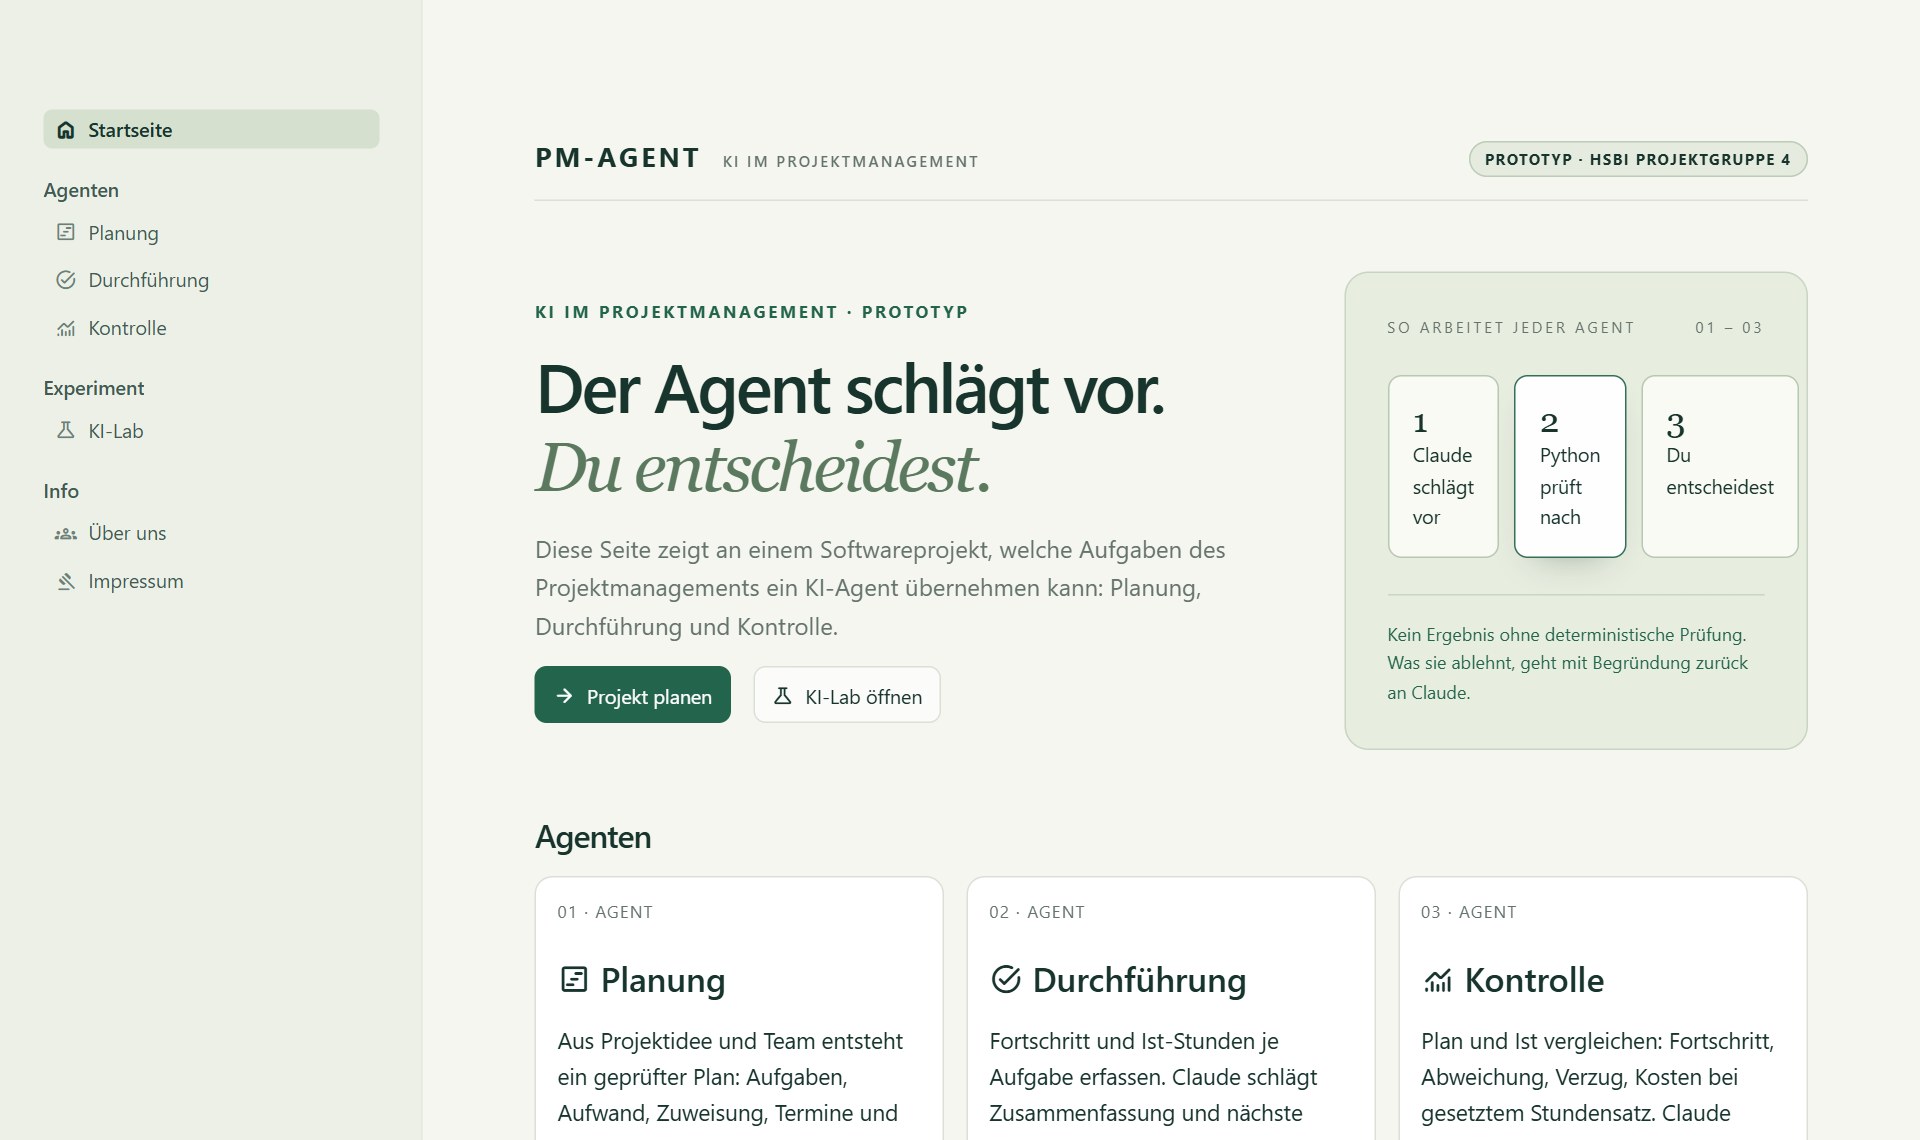 Startseite
Agenten
Planung
Durchführung
Kontrolle
Experiment
KI-Lab
Info
Über uns
Impressum
PM-AGENT KI IM PROJEKTMANAGEMENT
PROTOTYP · HSBI PROJEKTGRUPPE 4
KI IM PROJEKTMANAGEMENT · PROTOTYP
Der Agent schlägt vor.
Du entscheidest.
Diese Seite zeigt an einem Softwareprojekt, welche Aufgaben des
Projektmanagements ein KI-Agent übernehmen kann: Planung,
Durchführung und Kontrolle.
Projekt planen
KI-Lab öffnen
SO ARBEITET JEDER AGENT 01 – 03
1
Claude
schlägt
vor
2
Python
prüft
nach
3
Du
entscheidest
Kein Ergebnis ohne deterministische Prüfung.
Was sie ablehnt, geht mit Begründung zurück
an Claude.
Agenten
01 · AGENT
Planung
Aus Projektidee und Team entsteht
ein geprüfter Plan: Aufgaben,
Aufwand, Zuweisung, Termine und
02 · AGENT
Durchführung
Fortschritt und Ist-Stunden je
Aufgabe erfassen. Claude schlägt
Zusammenfassung und nächste
03 · AGENT
Kontrolle
Plan und Ist vergleichen: Fortschritt,
Abweichung, Verzug, Kosten bei
gesetztem Stundensatz. Claude